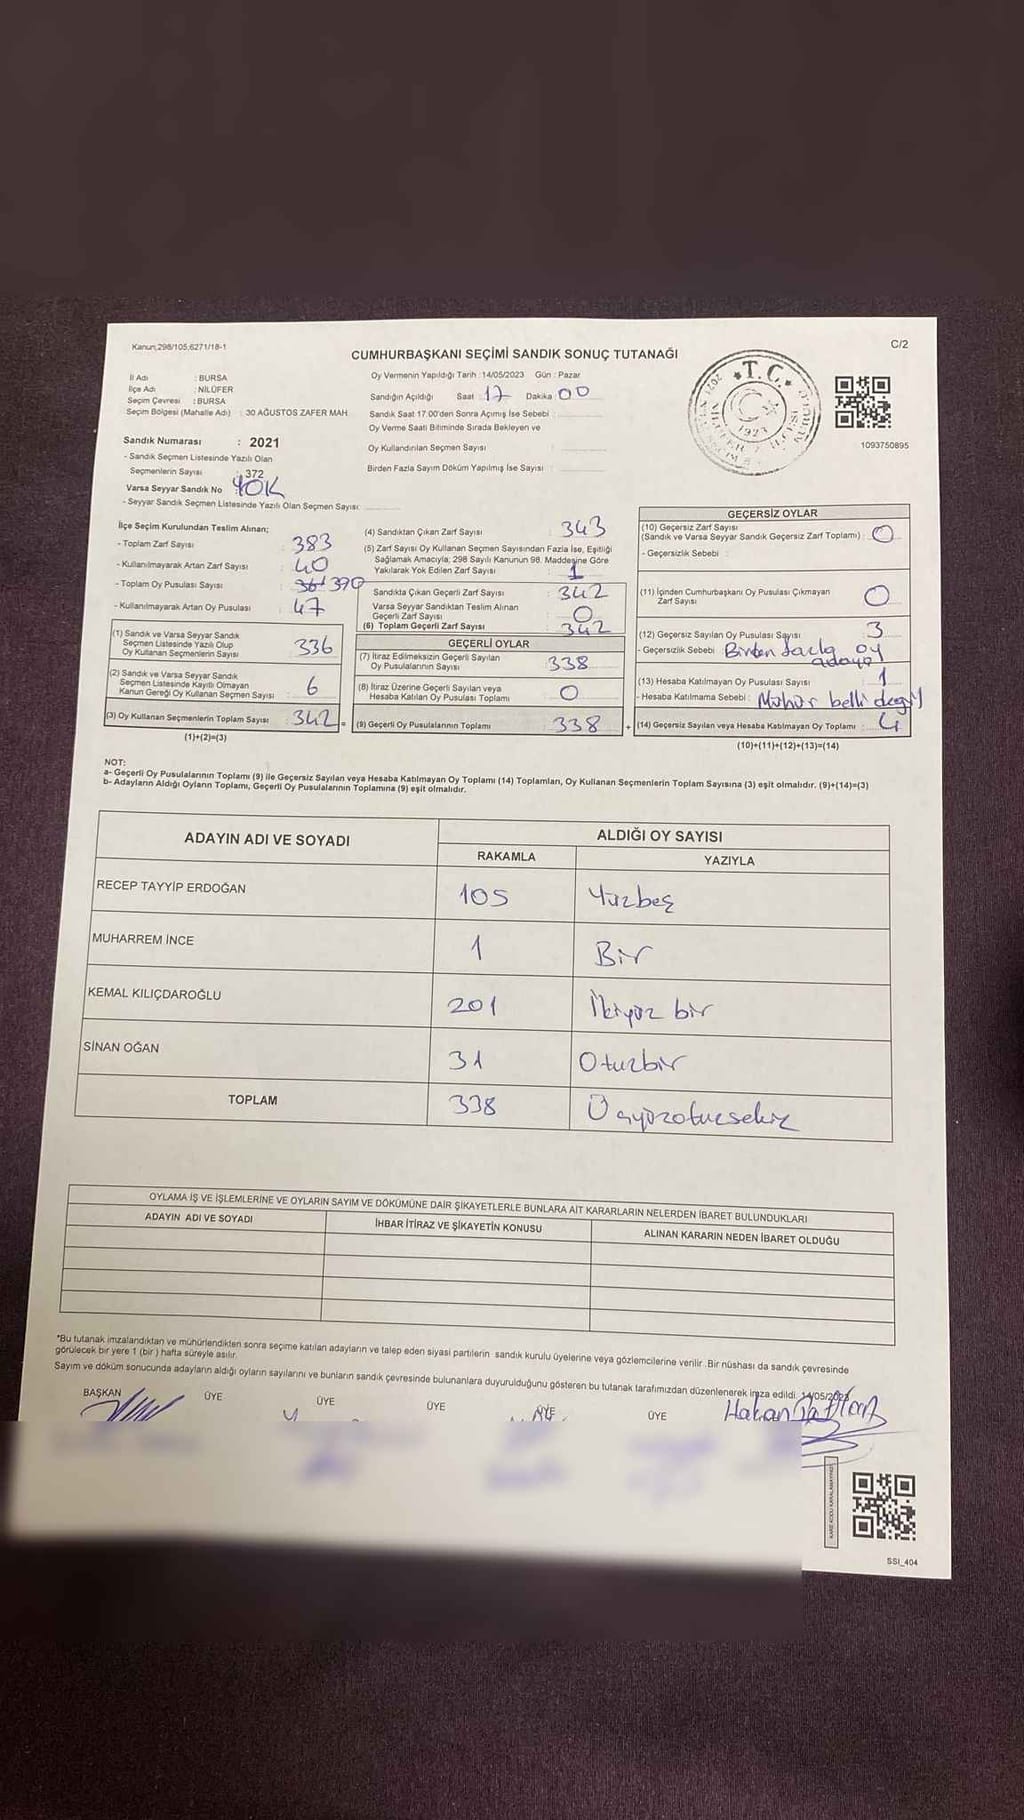 Kanun,298/105,6271/18-1
C/2
CUMHURBAŞKANI SEÇİMİ SANDIK SONUÇ TUTANAĞI
İl Adı : BURSA
İlçe Adı : NİLÜFER
Seçim Çevresi : BURSA
Seçim Bölgesi (Mahalle Adı) : 30 AĞUSTOS ZAFER MAH.
Oy Vermenin Yapıldığı Tarih : 14/05/2023 Gün : Pazar
Sandığın Açıldığı Saat 17 Dakika 00
Sandık Saat 17:00'den Sonra Açımış İse Sebebi :
Oy Verme Saati Bitiminde Sırada Bekleyen ve
Oy Kullandırılan Seçmen Sayısı :
Birden Fazla Sayım Döküm Yapılmış İse Sayısı :
T.C.
1923
1093750895
Sandık Numarası : 2021
- Sandık Seçmen Listesinde Yazılı Olan
Seçmenlerin Sayısı : 372
Varsa Seyyar Sandık No : YOK
- Seyyar Sandık Seçmen Listesinde Yazılı Olan Seçmen Sayısı:
İlçe Seçim Kurulundan Teslim Alınan;
- Toplam Zarf Sayısı : 383
- Kullanılmayarak Artan Zarf Sayısı : 40
- Toplam Oy Pusulası Sayısı : 390
- Kullanılmayarak Artan Oy Pusulası : 47
(1) Sandık ve Varsa Seyyar Sandık
Seçmen Listesinde Yazılı Olup
Oy Kullanan Seçmenlerin Sayısı 336
(2) Sandık ve Varsa Seyyar Sandık
Seçmen Listesinde Kayıtlı Olmayan
Kanun Gereği Oy Kullanan Seçmen Sayısı 6
(3) Oy Kullanan Seçmenlerin Toplam Sayısı 342 =
(1)+(2)=(3)
(4) Sandıktan Çıkan Zarf Sayısı : 343
(5) Zarf Sayısı Oy Kullanan Seçmen Sayısından Fazla İse, Eşitliği
Sağlamak Amacıyla; 298 Sayılı Kanunun 98. Maddesine Göre
Yakılarak Yok Edilen Zarf Sayısı : 1
Sandıkta Çıkan Geçerli Zarf Sayısı : 342
Varsa Seyyar Sandıktan Teslim Alınan
Geçerli Zarf Sayısı : 0
(6) Toplam Geçerli Zarf Sayısı : 342
GEÇERLİ OYLAR
(7) İtiraz Edilmeksizin Geçerli Sayılan
Oy Pusulalarının Sayısı 338
(8) İtiraz Üzerine Geçerli Sayılan veya
Hesaba Katılan Oy Pusulası Toplamı 0
(9) Geçerli Oy Pusulalarının Toplamı 338 +
GEÇERSİZ OYLAR
(10) Geçersiz Zarf Sayısı
(Sandık ve Varsa Seyyar Sandık Geçersiz Zarf Toplamı) : 0
- Geçersizlik Sebebi :
(11) İçinden Cumhurbaşkanı Oy Pusulası Çıkmayan
Zarf Sayısı : 0
(12) Geçersiz Sayılan Oy Pusulası Sayısı : 3
- Geçersizlik Sebebi : Birden fazla oy
adaya
(13) Hesaba Katılmayan Oy Pusulası Sayısı : 1
- Hesaba Katılmama Sebebi : Mühür belli değil
(14) Geçersiz Sayılan veya Hesaba Katılmayan Oy Toplamı : 4
(10)+(11)+(12)+(13)=(14)
NOT:
a- Geçerli Oy Pusulalarının Toplamı (9) ile Geçersiz Sayılan veya Hesaba Katılmayan Oy Toplamı (14) Toplamları, Oy Kullanan Seçmenlerin Toplam Sayısına (3) eşit olmalıdır. (9)+(14)=(3)
b- Adayların Aldığı Oyların Toplamı, Geçerli Oy Pusulalarının Toplamına (9) eşit olmalıdır.
ADAYIN ADI VE SOYADI
ALDIĞI OY SAYISI
RAKAMLA YAZIYLA
RECEP TAYYİP ERDOĞAN 105 Yüzbeş
MUHARREM İNCE 1 Bir
KEMAL KILIÇDAROĞLU 201 İkiyüz bir
SİNAN OĞAN 31 Otuzbir
TOPLAM 338 Üçyüzotuzsekiz
OYLAMA İŞ VE İŞLEMLERİNE VE OYLARIN SAYIM VE DÖKÜMÜNE DAİR ŞİKAYETLERLE BUNLARA AİT KARARLARIN NELERDEN İBARET BULUNDUKLARI
ADAYIN ADI VE SOYADI İHBAR İTİRAZ VE ŞİKAYETİN KONUSU ALINAN KARARIN NEDEN İBARET OLDUĞU
*Bu tutanak imzalandıktan ve mühürlendikten sonra seçime katılan adayların ve talep eden siyasi partilerin sandık kurulu üyelerine veya gözlemcilerine verilir. Bir nüshası da sandık çevresinde
görülecek bir yere 1 (bir) hafta süreyle asılır.
Sayım ve döküm sonucunda adayların aldığı oyların sayılarını ve bunların sandık çevresinde bulunanlara duyurulduğunu gösteren bu tutanak tarafımızdan düzenlenerek imza edildi. 14/05/2023
BAŞKAN ÜYE ÜYE ÜYE ÜYE ÜYE Hakan
KARE KODU KARALAMAYINIZ
SSI_404